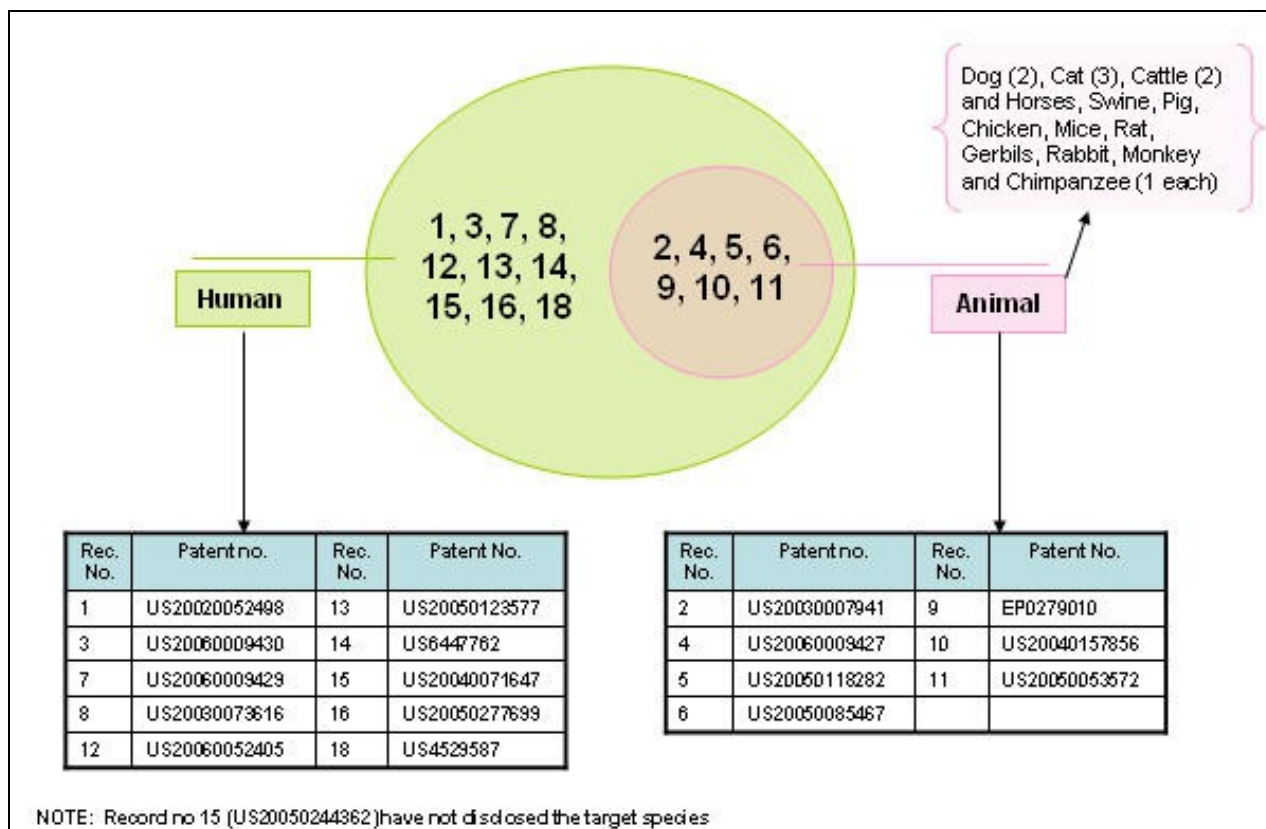 Dog (2), Cat (3), Cattle (2)
and Horses, Swine, Pig,
Chicken, Mice, Rat,
Gerbils, Rabbit, Monkey
and Chimpanzee (1 each)
1, 3, 7, 8,
12, 13, 14,
15, 16, 18
2, 4, 5, 6,
9, 10, 11
Human
Animal
Rec. No. Patent no. Rec. No. Patent No.
1 US20020052498 13 US20050123577
3 US20060009430 14 US6447762
7 US20060009429 15 US20040071647
8 US20030073616 16 US20050277699
12 US20060052405 18 US4529587
Rec. No. Patent no. Rec. No. Patent No.
2 US20030007941 9 EP0279010
4 US20060009427 10 US20040157856
5 US20050118282 11 US20050053572
6 US20050085467
NOTE: Record no 15 (US20050244362)have not disclosed the target species